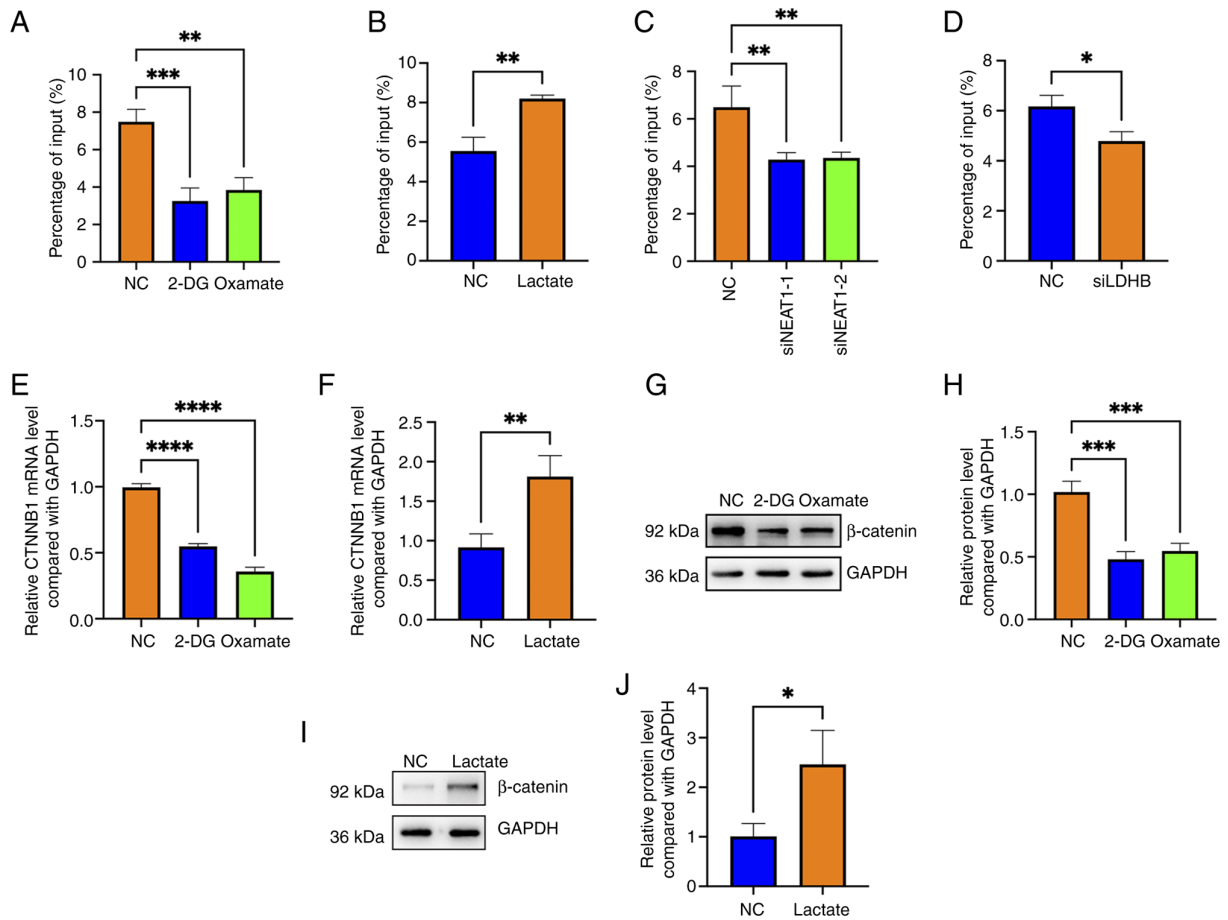 A
Percentage of input (%)
10
8
6
4
2
0
**
***
NC 2-DG Oxamate
B
Percentage of input (%)
10
8
6
4
2
0
**
NC Lactate
C
Percentage of input (%)
8
6
4
2
0
**
**
NC
siNEAT1-1
siNEAT1-2
D
Percentage of input (%)
8
6
4
2
0
*
NC siLDHB
E
Relative CTNNB1 mRNA level
compared with GAPDH
1.5
1.0
0.5
0.0
****
****
NC 2-DG Oxamate
F
Relative CTNNB1 mRNA level
compared with GAPDH
2.5
2.0
1.5
1.0
0.5
0.0
**
NC Lactate
G
NC 2-DG Oxamate
92 kDa β-catenin
36 kDa GAPDH
H
Relative protein level
compared with GAPDH
1.5
1.0
0.5
0.0
***
***
NC 2-DG Oxamate
I
NC Lactate
92 kDa β-catenin
36 kDa GAPDH
J
Relative protein level
compared with GAPDH
4
3
2
1
0
*
NC Lactate